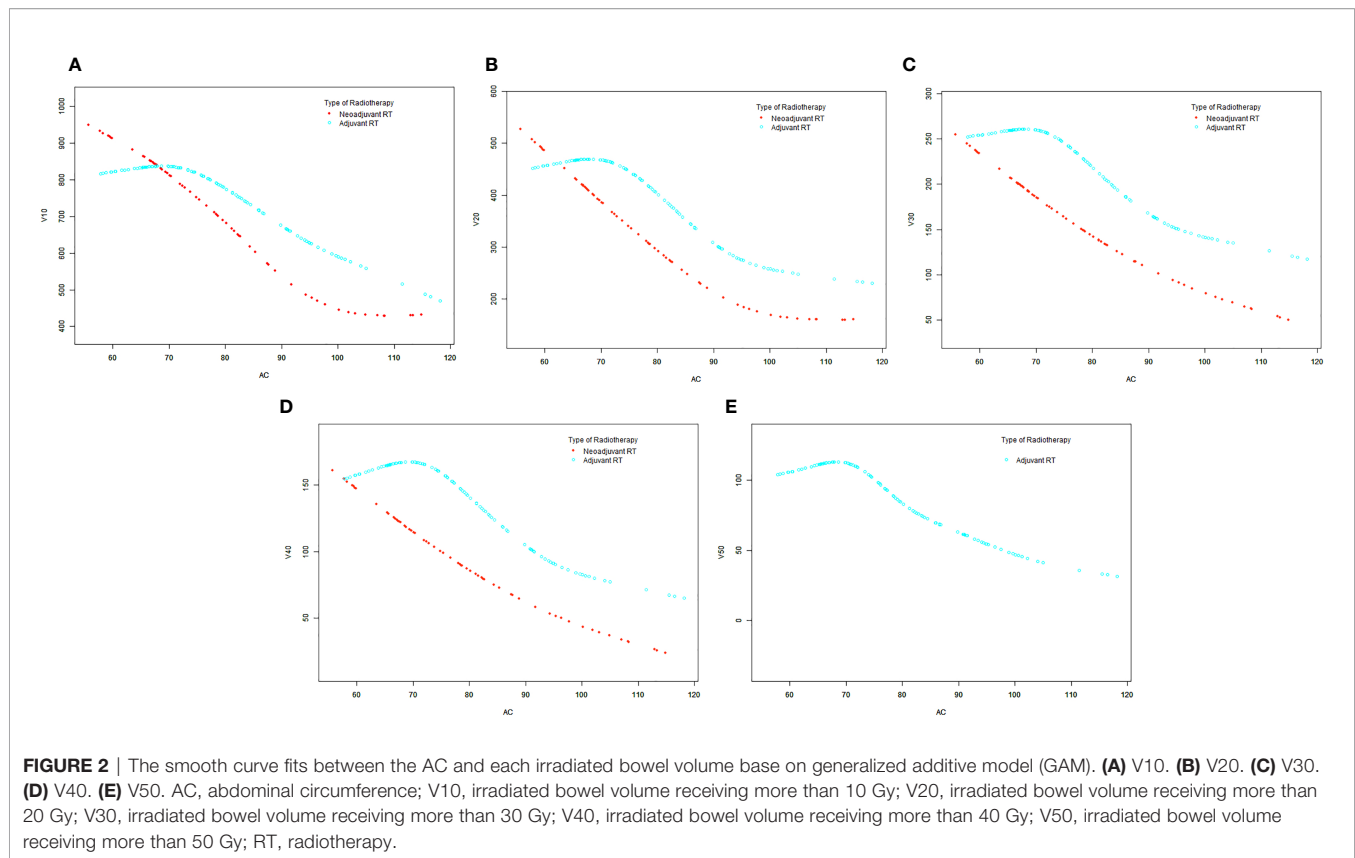 A
B
C
1000
900
800
700
600
500
400
V10
60
70
80
90
100
110
120
AC
Type of Radiotherapy
Neoadjuvant RT
Adjuvant RT
600
500
400
300
200
V20
60
70
80
90
100
110
120
AC
Type of Radiotherapy
Neoadjuvant RT
Adjuvant RT
300
250
200
150
100
50
V30
60
70
80
90
100
110
120
AC
Type of Radiotherapy
Neoadjuvant RT
Adjuvant RT
D
E
150
100
50
V40
60
70
80
90
100
110
120
AC
Type of Radiotherapy
Neoadjuvant RT
Adjuvant RT
100
50
0
V50
60
70
80
90
100
110
120
AC
Type of Radiotherapy
Adjuvant RT
FIGURE 2 | The smooth curve fits between the AC and each irradiated bowel volume base on generalized additive model (GAM). (A) V10. (B) V20. (C) V30.
(D) V40. (E) V50. AC, abdominal circumference; V10, irradiated bowel volume receiving more than 10 Gy; V20, irradiated bowel volume receiving more than
20 Gy; V30, irradiated bowel volume receiving more than 30 Gy; V40, irradiated bowel volume receiving more than 40 Gy; V50, irradiated bowel volume
receiving more than 50 Gy; RT, radiotherapy.